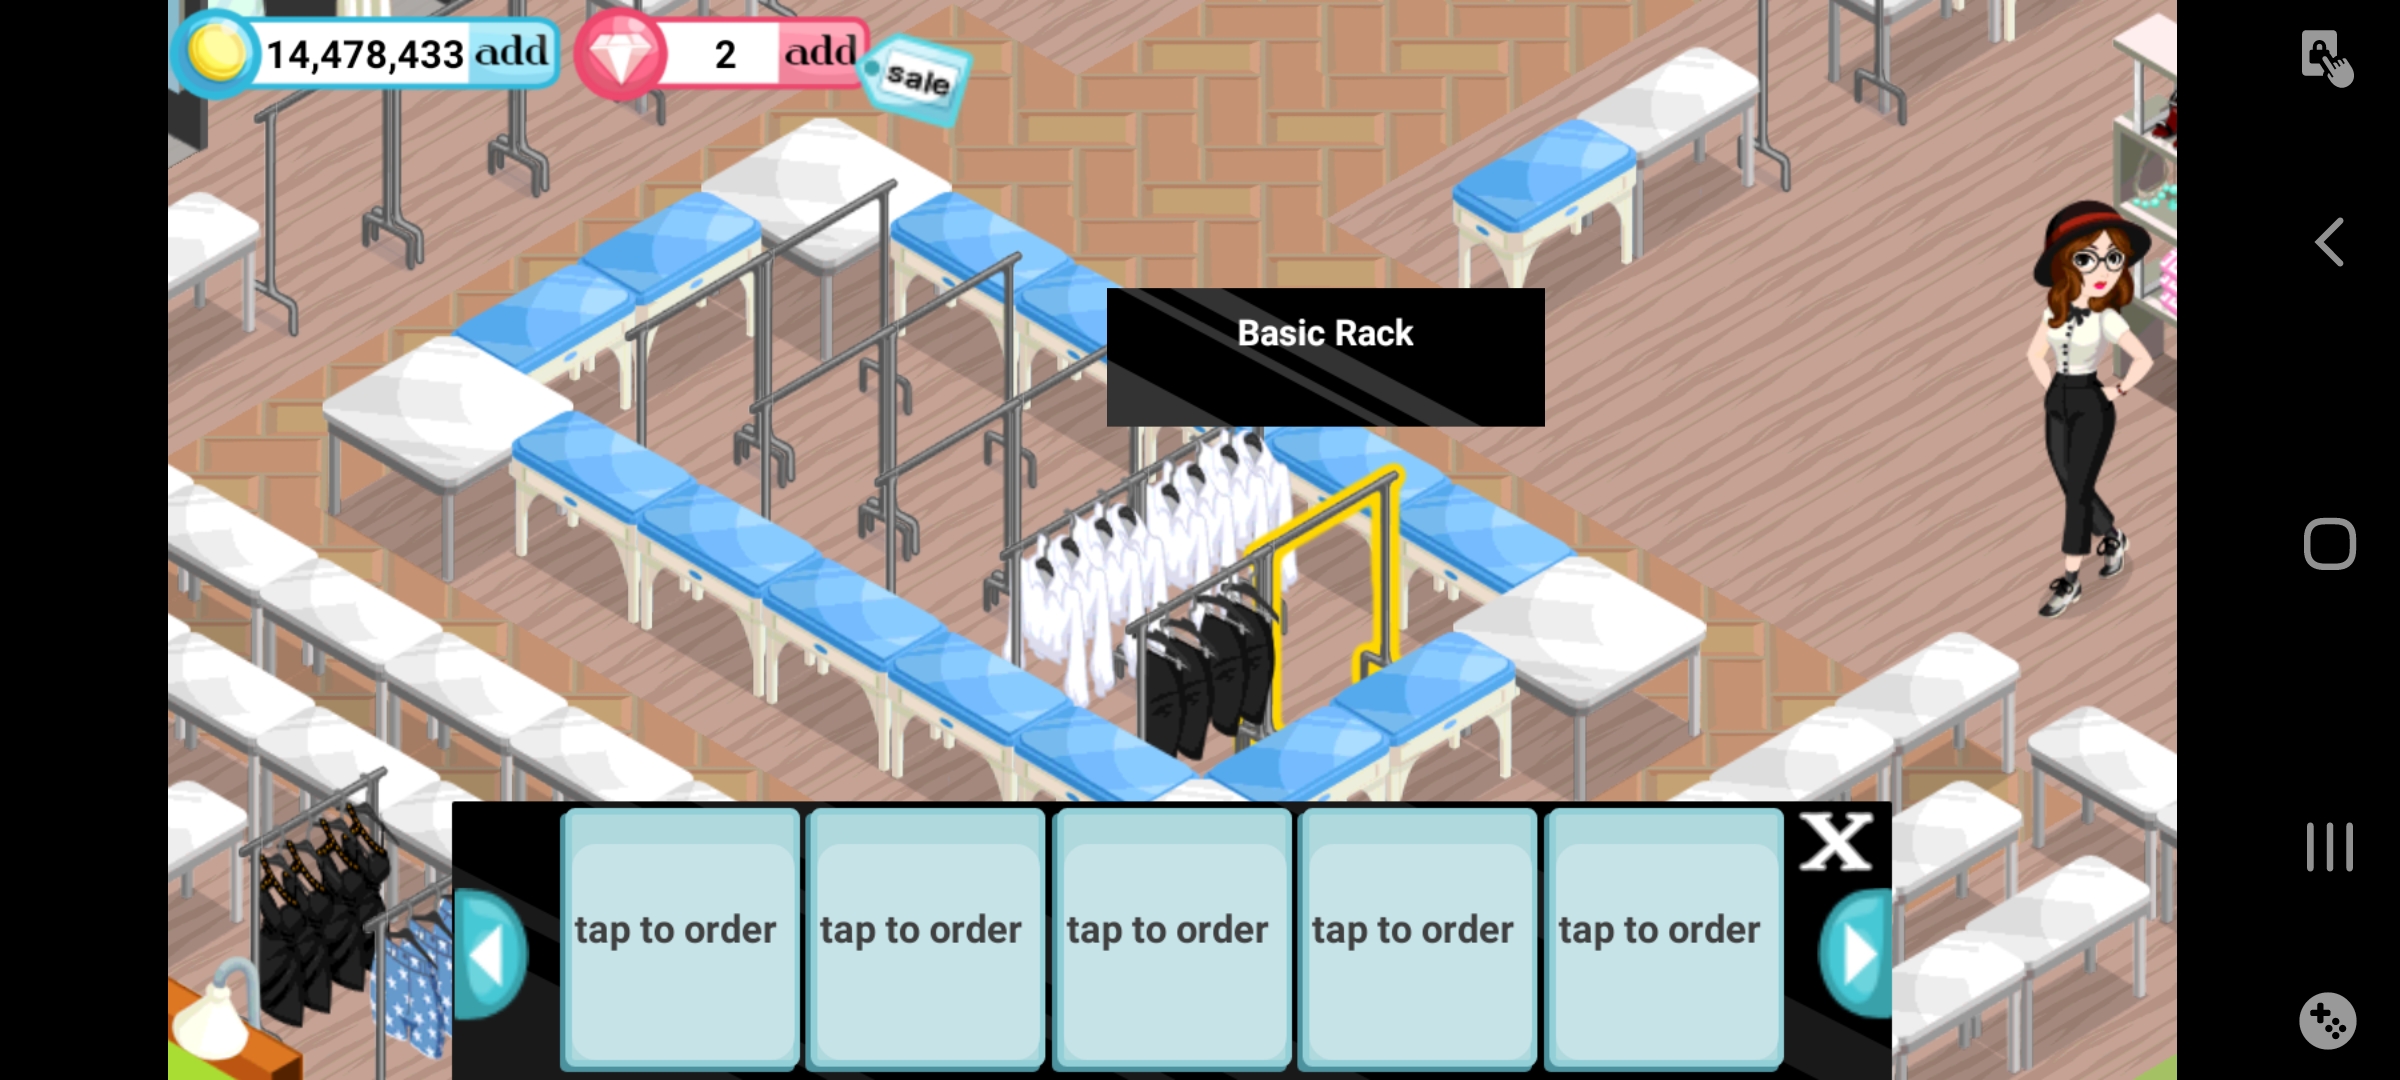 14,478,433 add
2 add
sale
Basic Rack
tap to order
tap to order
tap to order
tap to order
tap to order
X